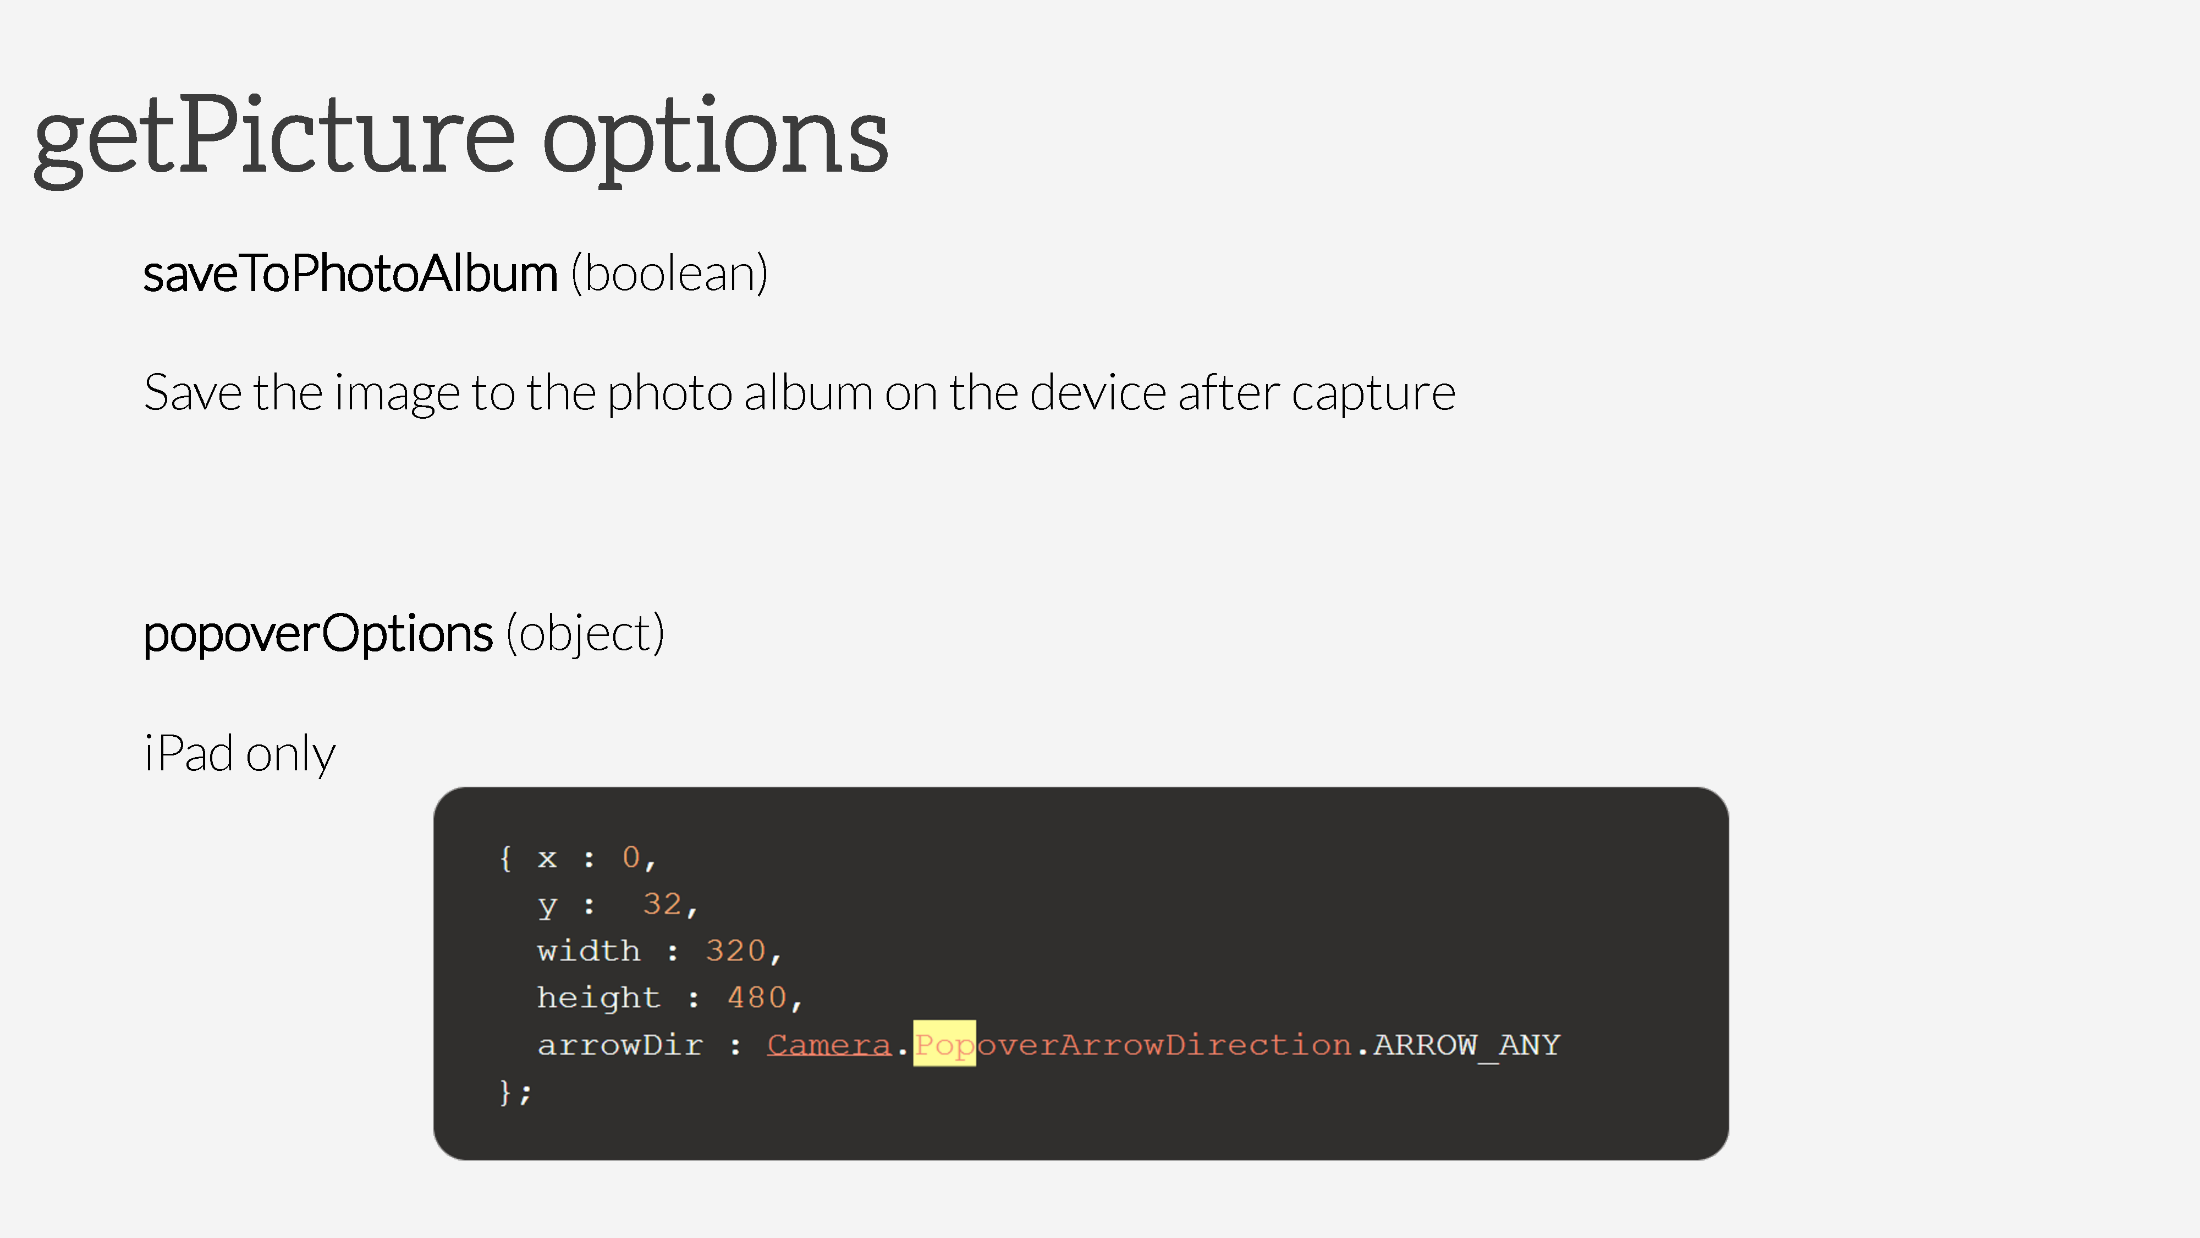 getPicture options
saveToPhotoAlbum (boolean)
Save the image to the photo album on the device after capture
popoverOptions (object)
iPad only
{ x : 0,
y :  32,
width : 320,
height : 480,
arrowDir : Camera.PopoverArrowDirection.ARROW_ANY
};